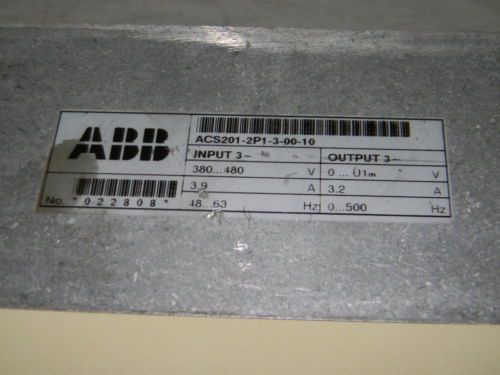 ABB
ACS201-2P1-3-00-10
INPUT 3~ OUTPUT 3~
380...480 V 0 ... U1IN V
3.9 A 3.2 A
48...63 Hz 0...500 Hz
No. *022808*